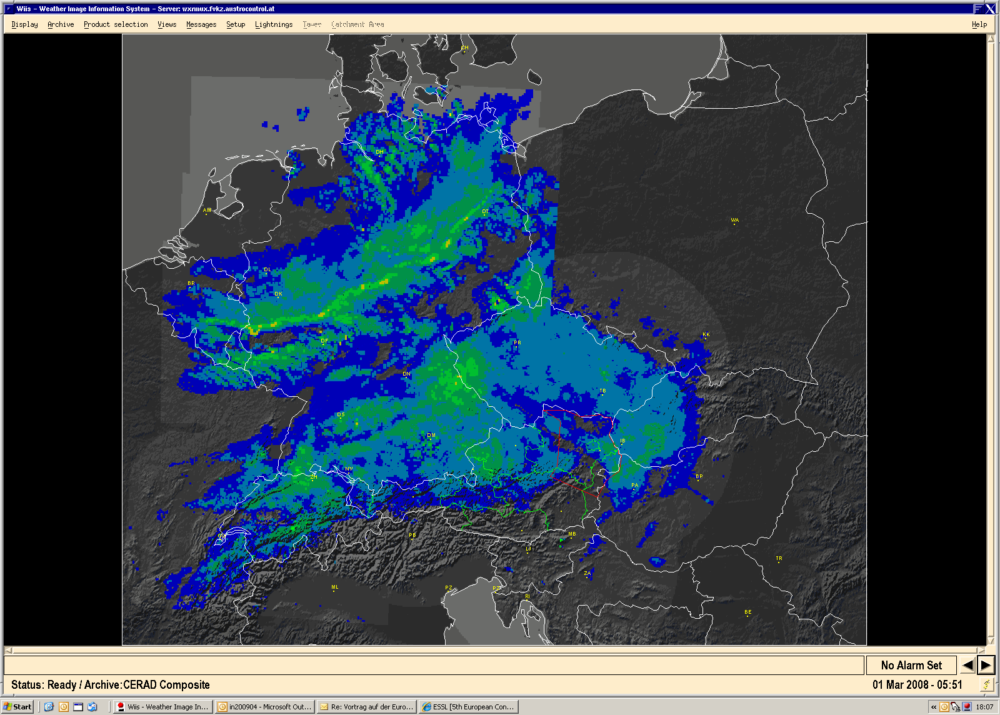 Wiis - Weather Image Information System - Server: wxrmux.fvkz.austrocontrol.at
Display Archive Product selection Views Messages Setup Lightnings Tawes Catchment Area Help
CH
DH
AM
DT
WA
DL
BR
DK
DF
PR
KK
DN
TB
DS
DM
IB
NY
ZH
PA
BP
PB
MB
LJ
TR
ZA
ML
PZ
RI
BE
No Alarm Set
Status: Ready / Archive:CERAD Composite
01 Mar 2008 - 05:51
Start
Wiis - Weather Image In...
in200904 - Microsoft Out...
Re: Vortrag auf der Euro...
ESSL [5th European Con...
18:07